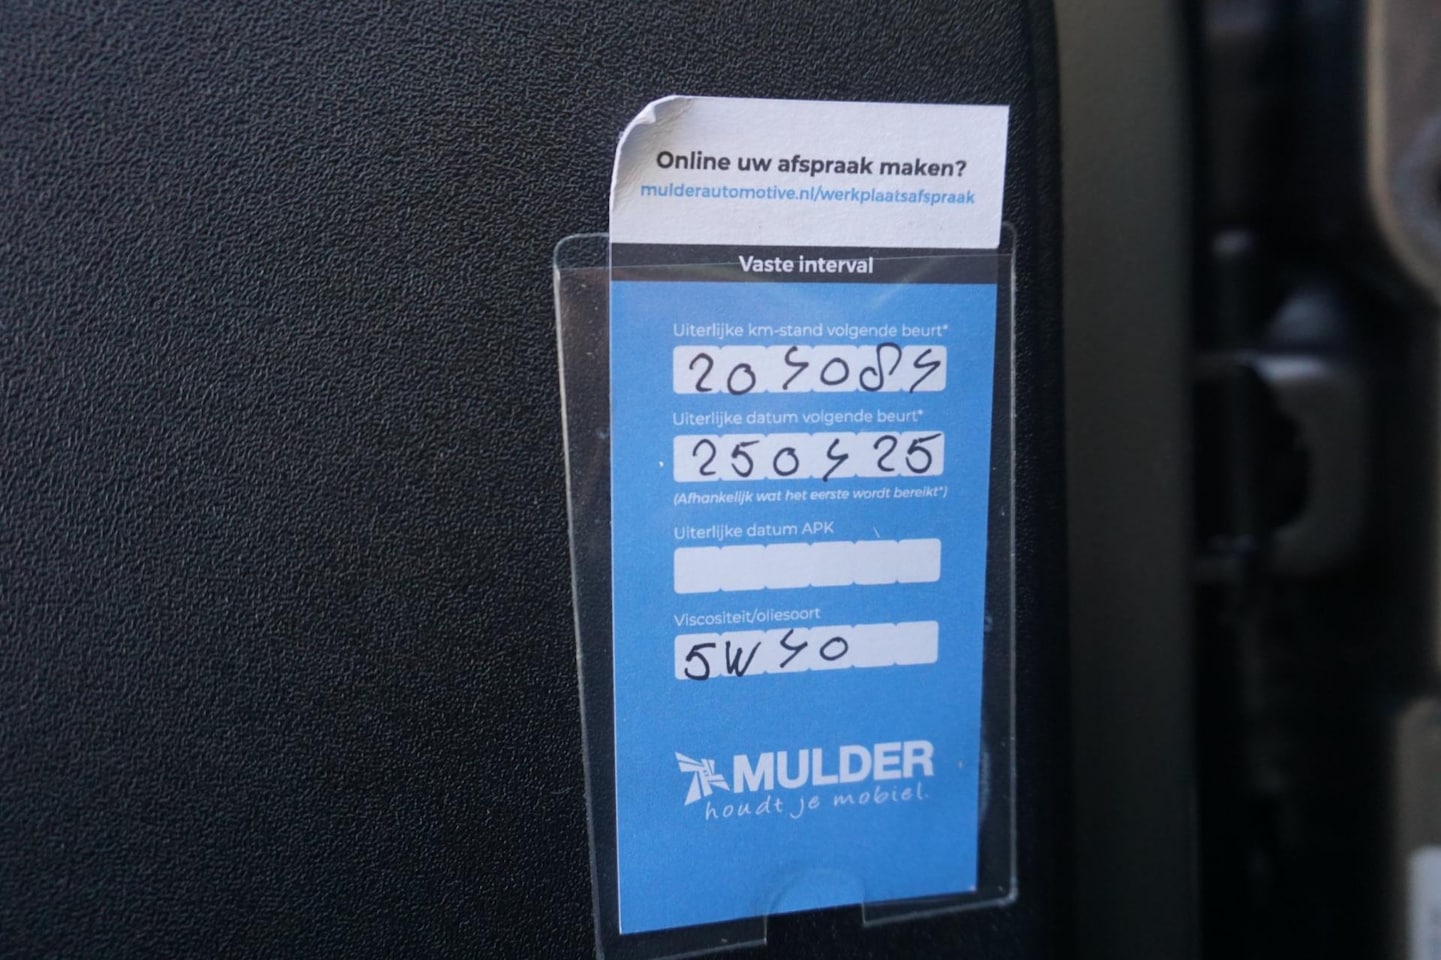 Online uw afspraak maken?
mulderautomotive.nl/werkplaatsafspraak
Vaste interval
Uiterlijke km-stand volgende beurt*
204084
Uiterlijke datum volgende beurt*
250425
(Afhankelijk wat het eerste wordt bereikt*)
Uiterlijke datum APK
Viscositeit/oliesoort
5W40
MULDER
houdt je mobiel.